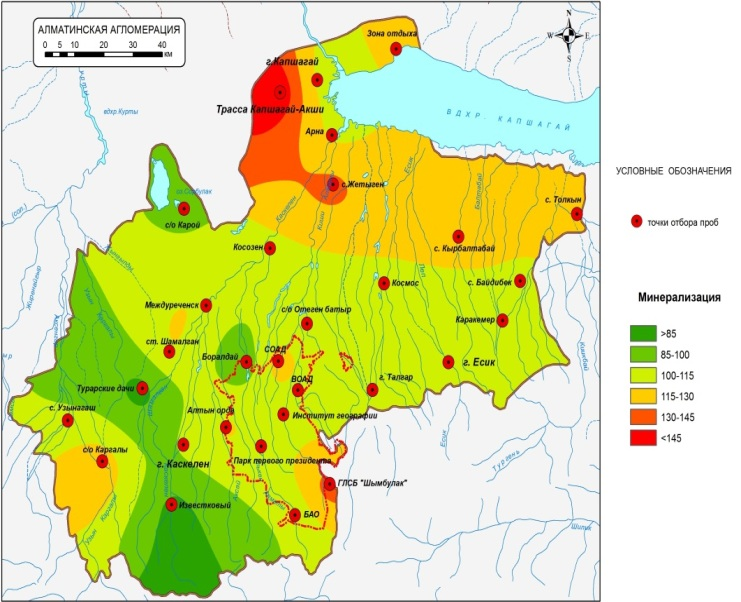 АЛМАТИНСКАЯ АГЛОМЕРАЦИЯ
0 5 10 20 30 40
КМ
N
W E
S
Зона отдыха
г.Капшагай
Трасса Капшагай-Акши
ВДХР. КАПШАГАЙ
вдхр.Курты
Арна
с.Жетыген
с. Толкын
с/о Карой
с. Кырбалтабай
Косозен
Космос
с. Байдибек
Междуреченск
с/о Отеген батыр
Каракемер
ст. Шамалган
Боралдай
СОАД
г. Есик
Турарские дачи
ВОАД
г. Талгар
с. Узынагаш
Алтын орда
Институт географии
с/о Каргалы
г. Каскелен
Парк первого президента
ГЛСБ "Шымбулак"
Известковый
БАО
Есик
Тургень
Шилик
УСЛОВНЫЕ ОБОЗНАЧЕНИЯ
точки отбора проб
Минерализация
>85
85-100
100-115
115-130
130-145
<145